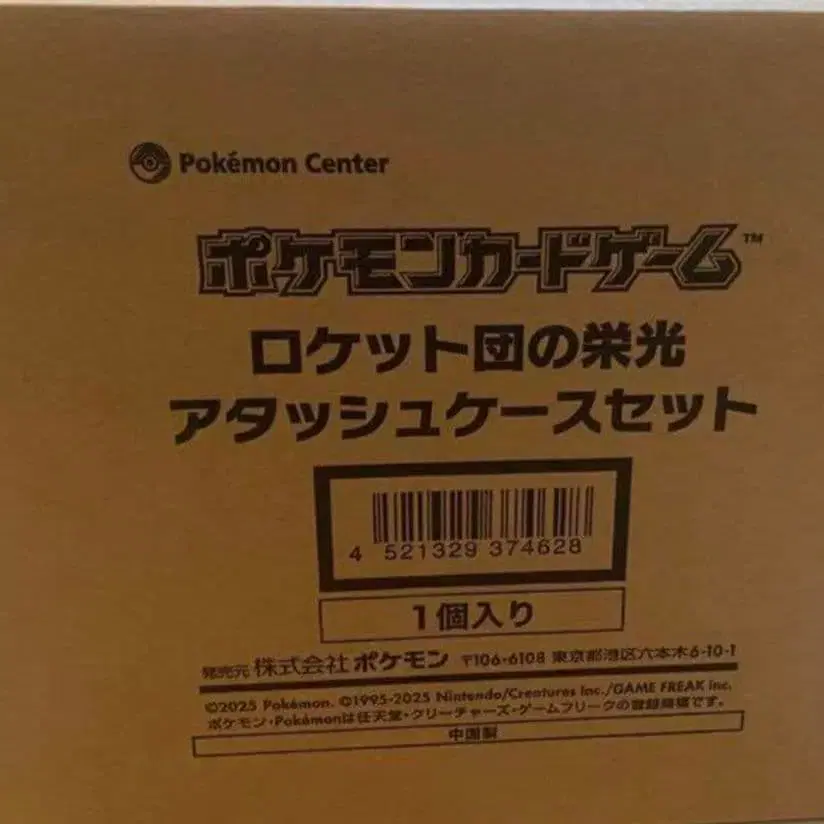 Pokémon Center
ポケモンカードゲーム™
ロケット団の栄光
アタッシュケースセット
4 521329 374628
1個入り
発売元 株式会社ポケモン 〒106-6108 東京都港区六本木6-10-1
©2025 Pokémon. ©1995-2025 Nintendo/Creatures Inc./GAME FREAK inc.
ポケモン・Pokémonは任天堂・クリーチャーズ・ゲームフリークの登録商標です。
中国製